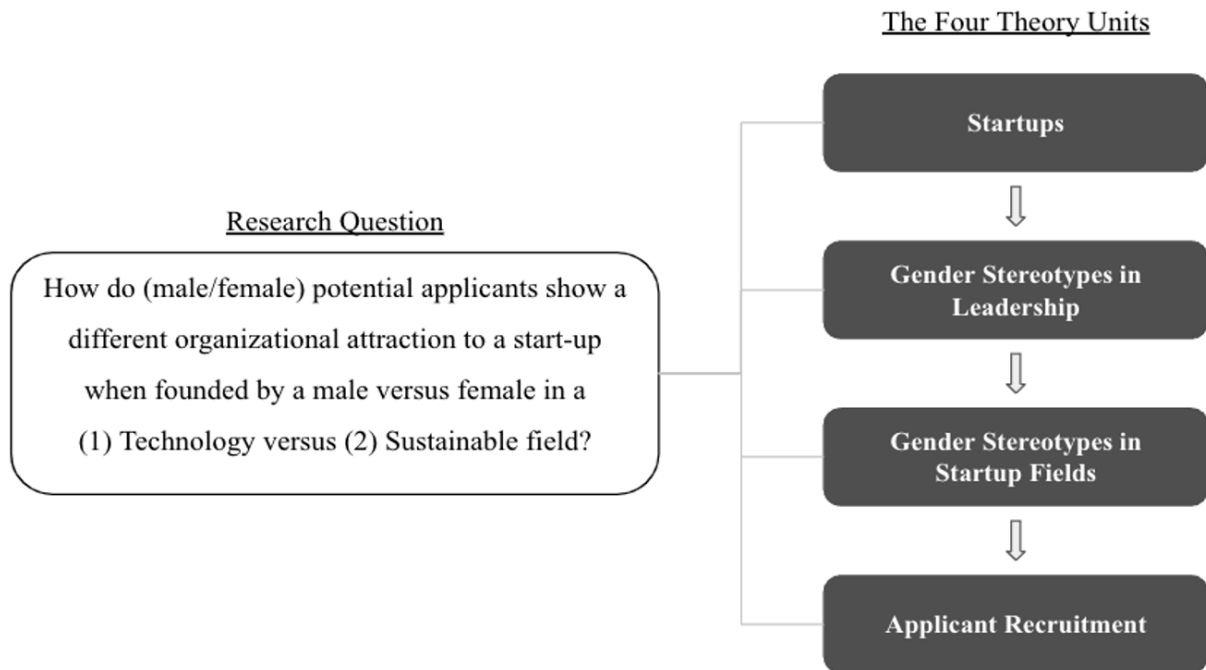 The Four Theory Units
Startups
Research Question
How do (male/female) potential applicants show a
different organizational attraction to a start-up
when founded by a male versus female in a
(1) Technology versus (2) Sustainable field?
Gender Stereotypes in
Leadership
Gender Stereotypes in
Startup Fields
Applicant Recruitment